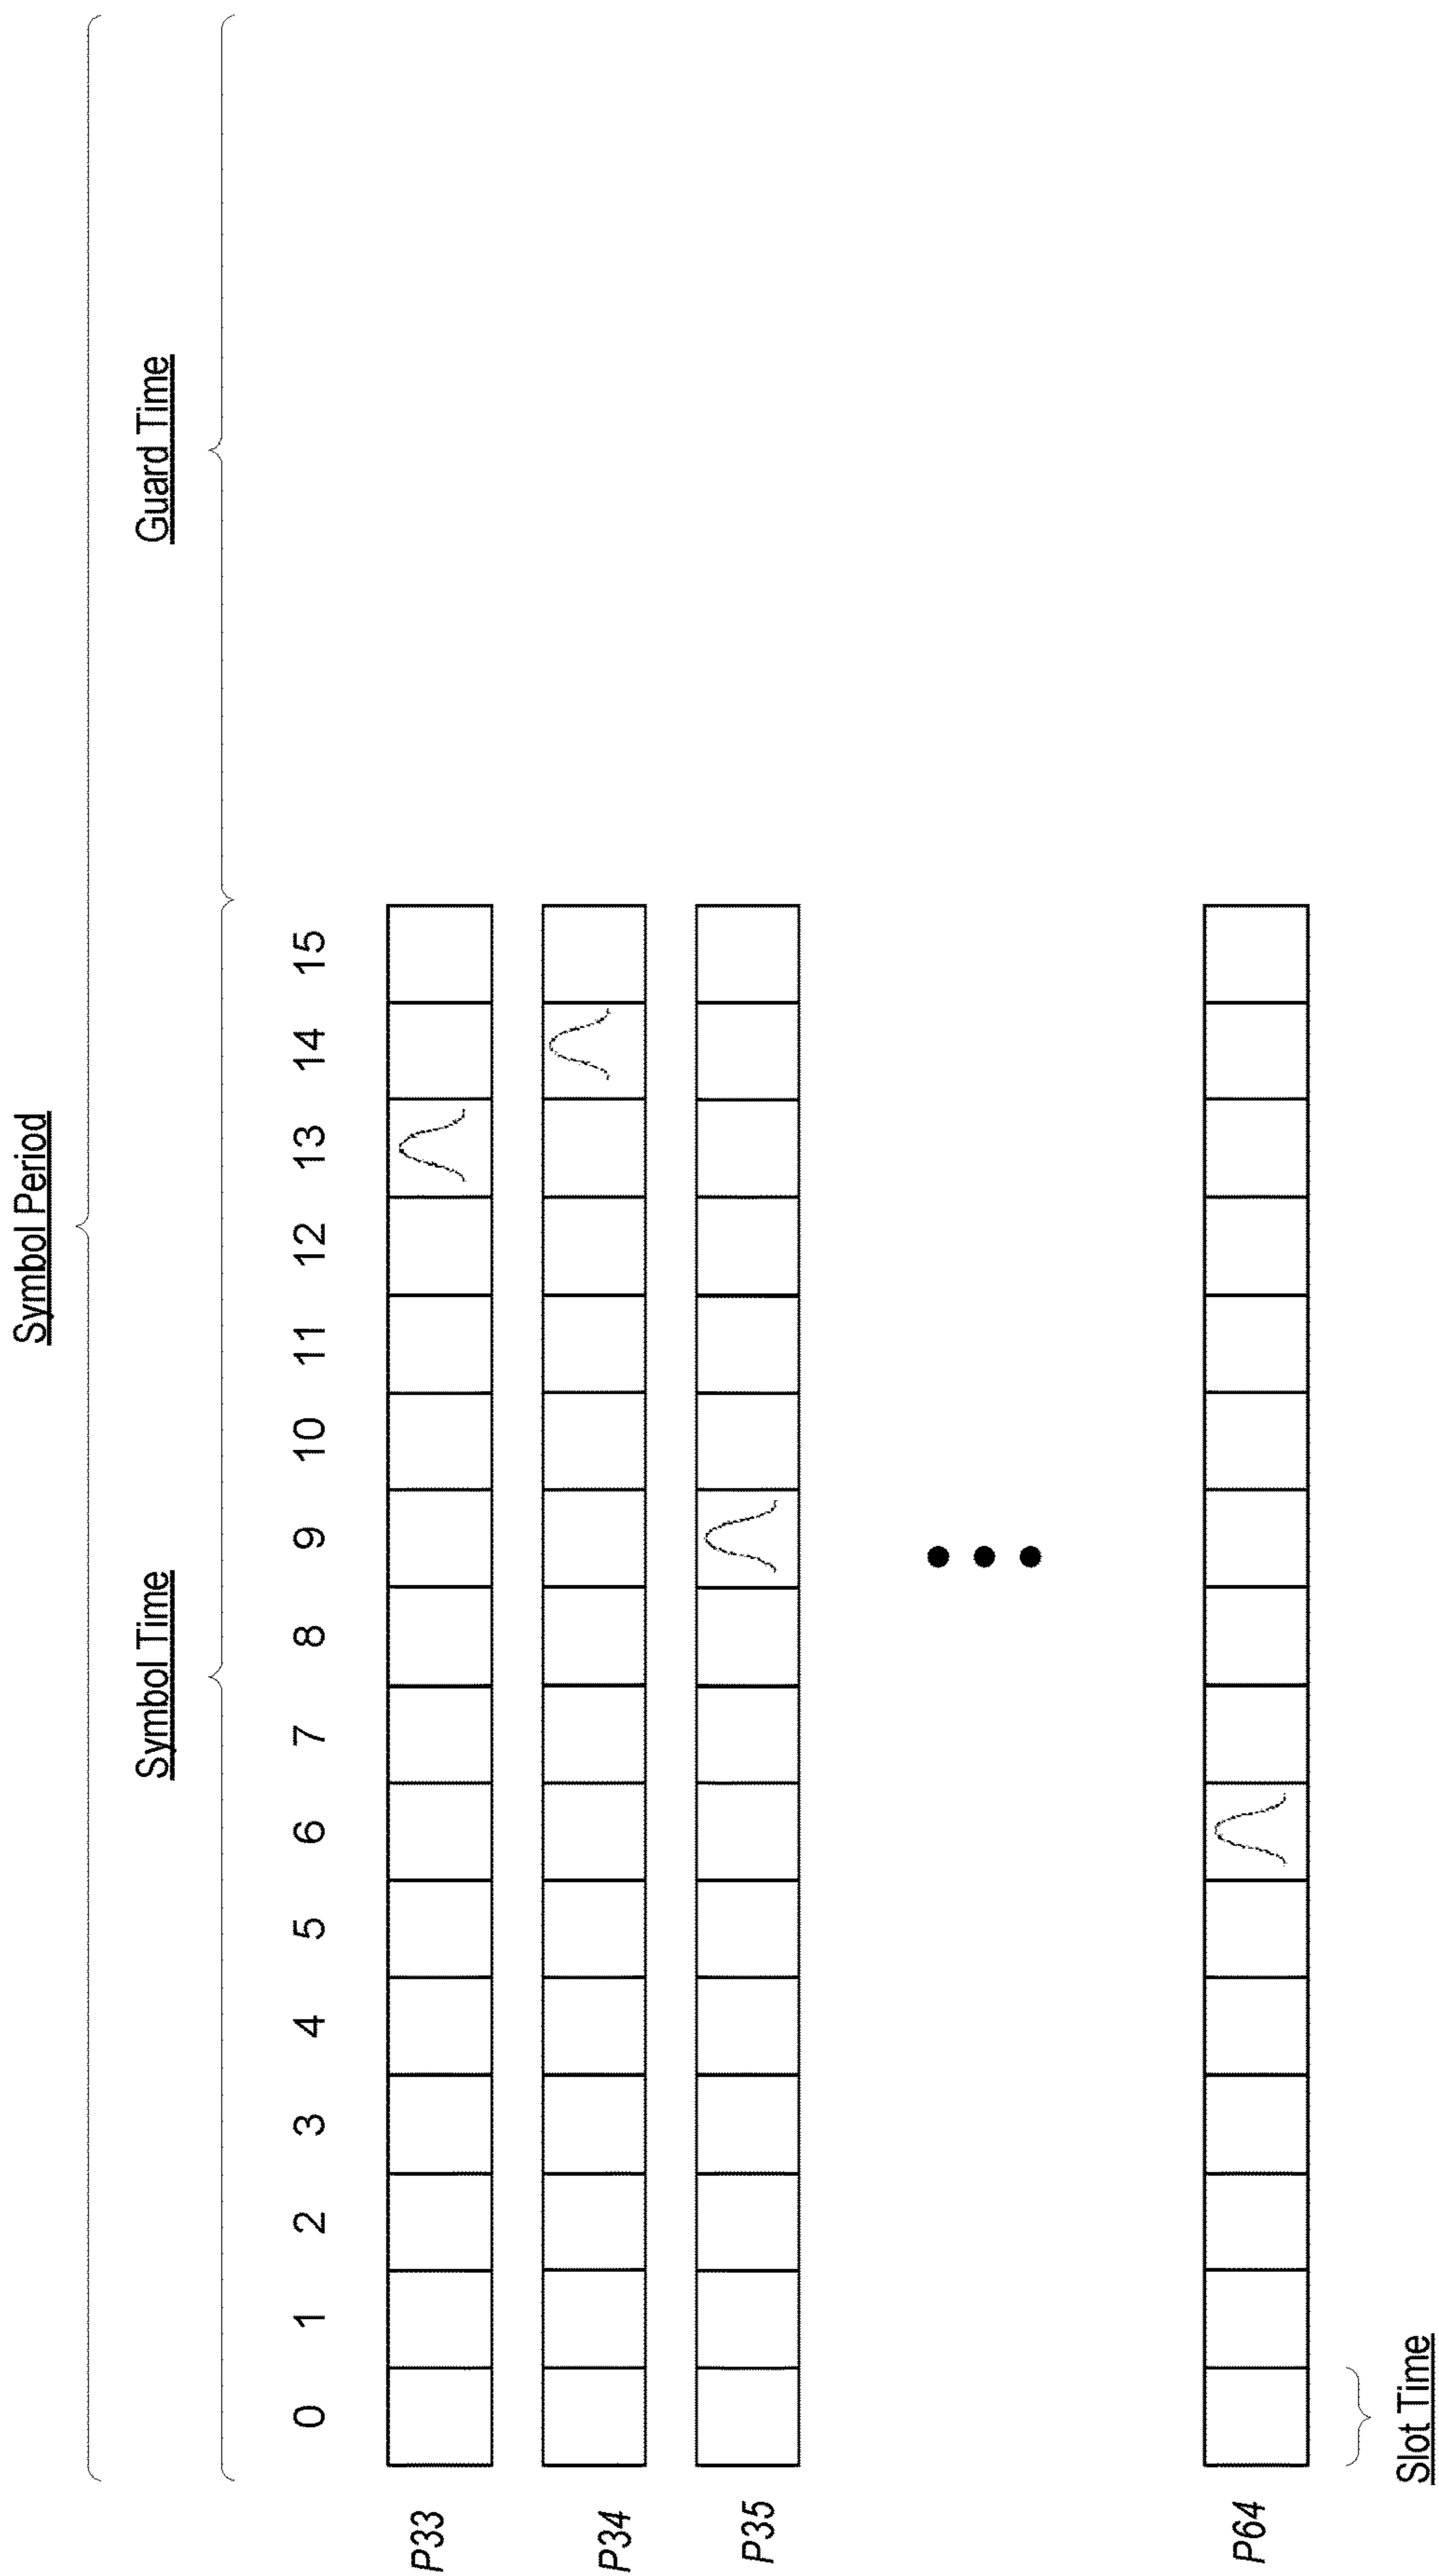 Symbol Period
Symbol Time
Guard Time
0 1 2 3 4 5 6 7 8 9 10 11 12 13 14 15
P33
P34
P35
P64
Slot Time